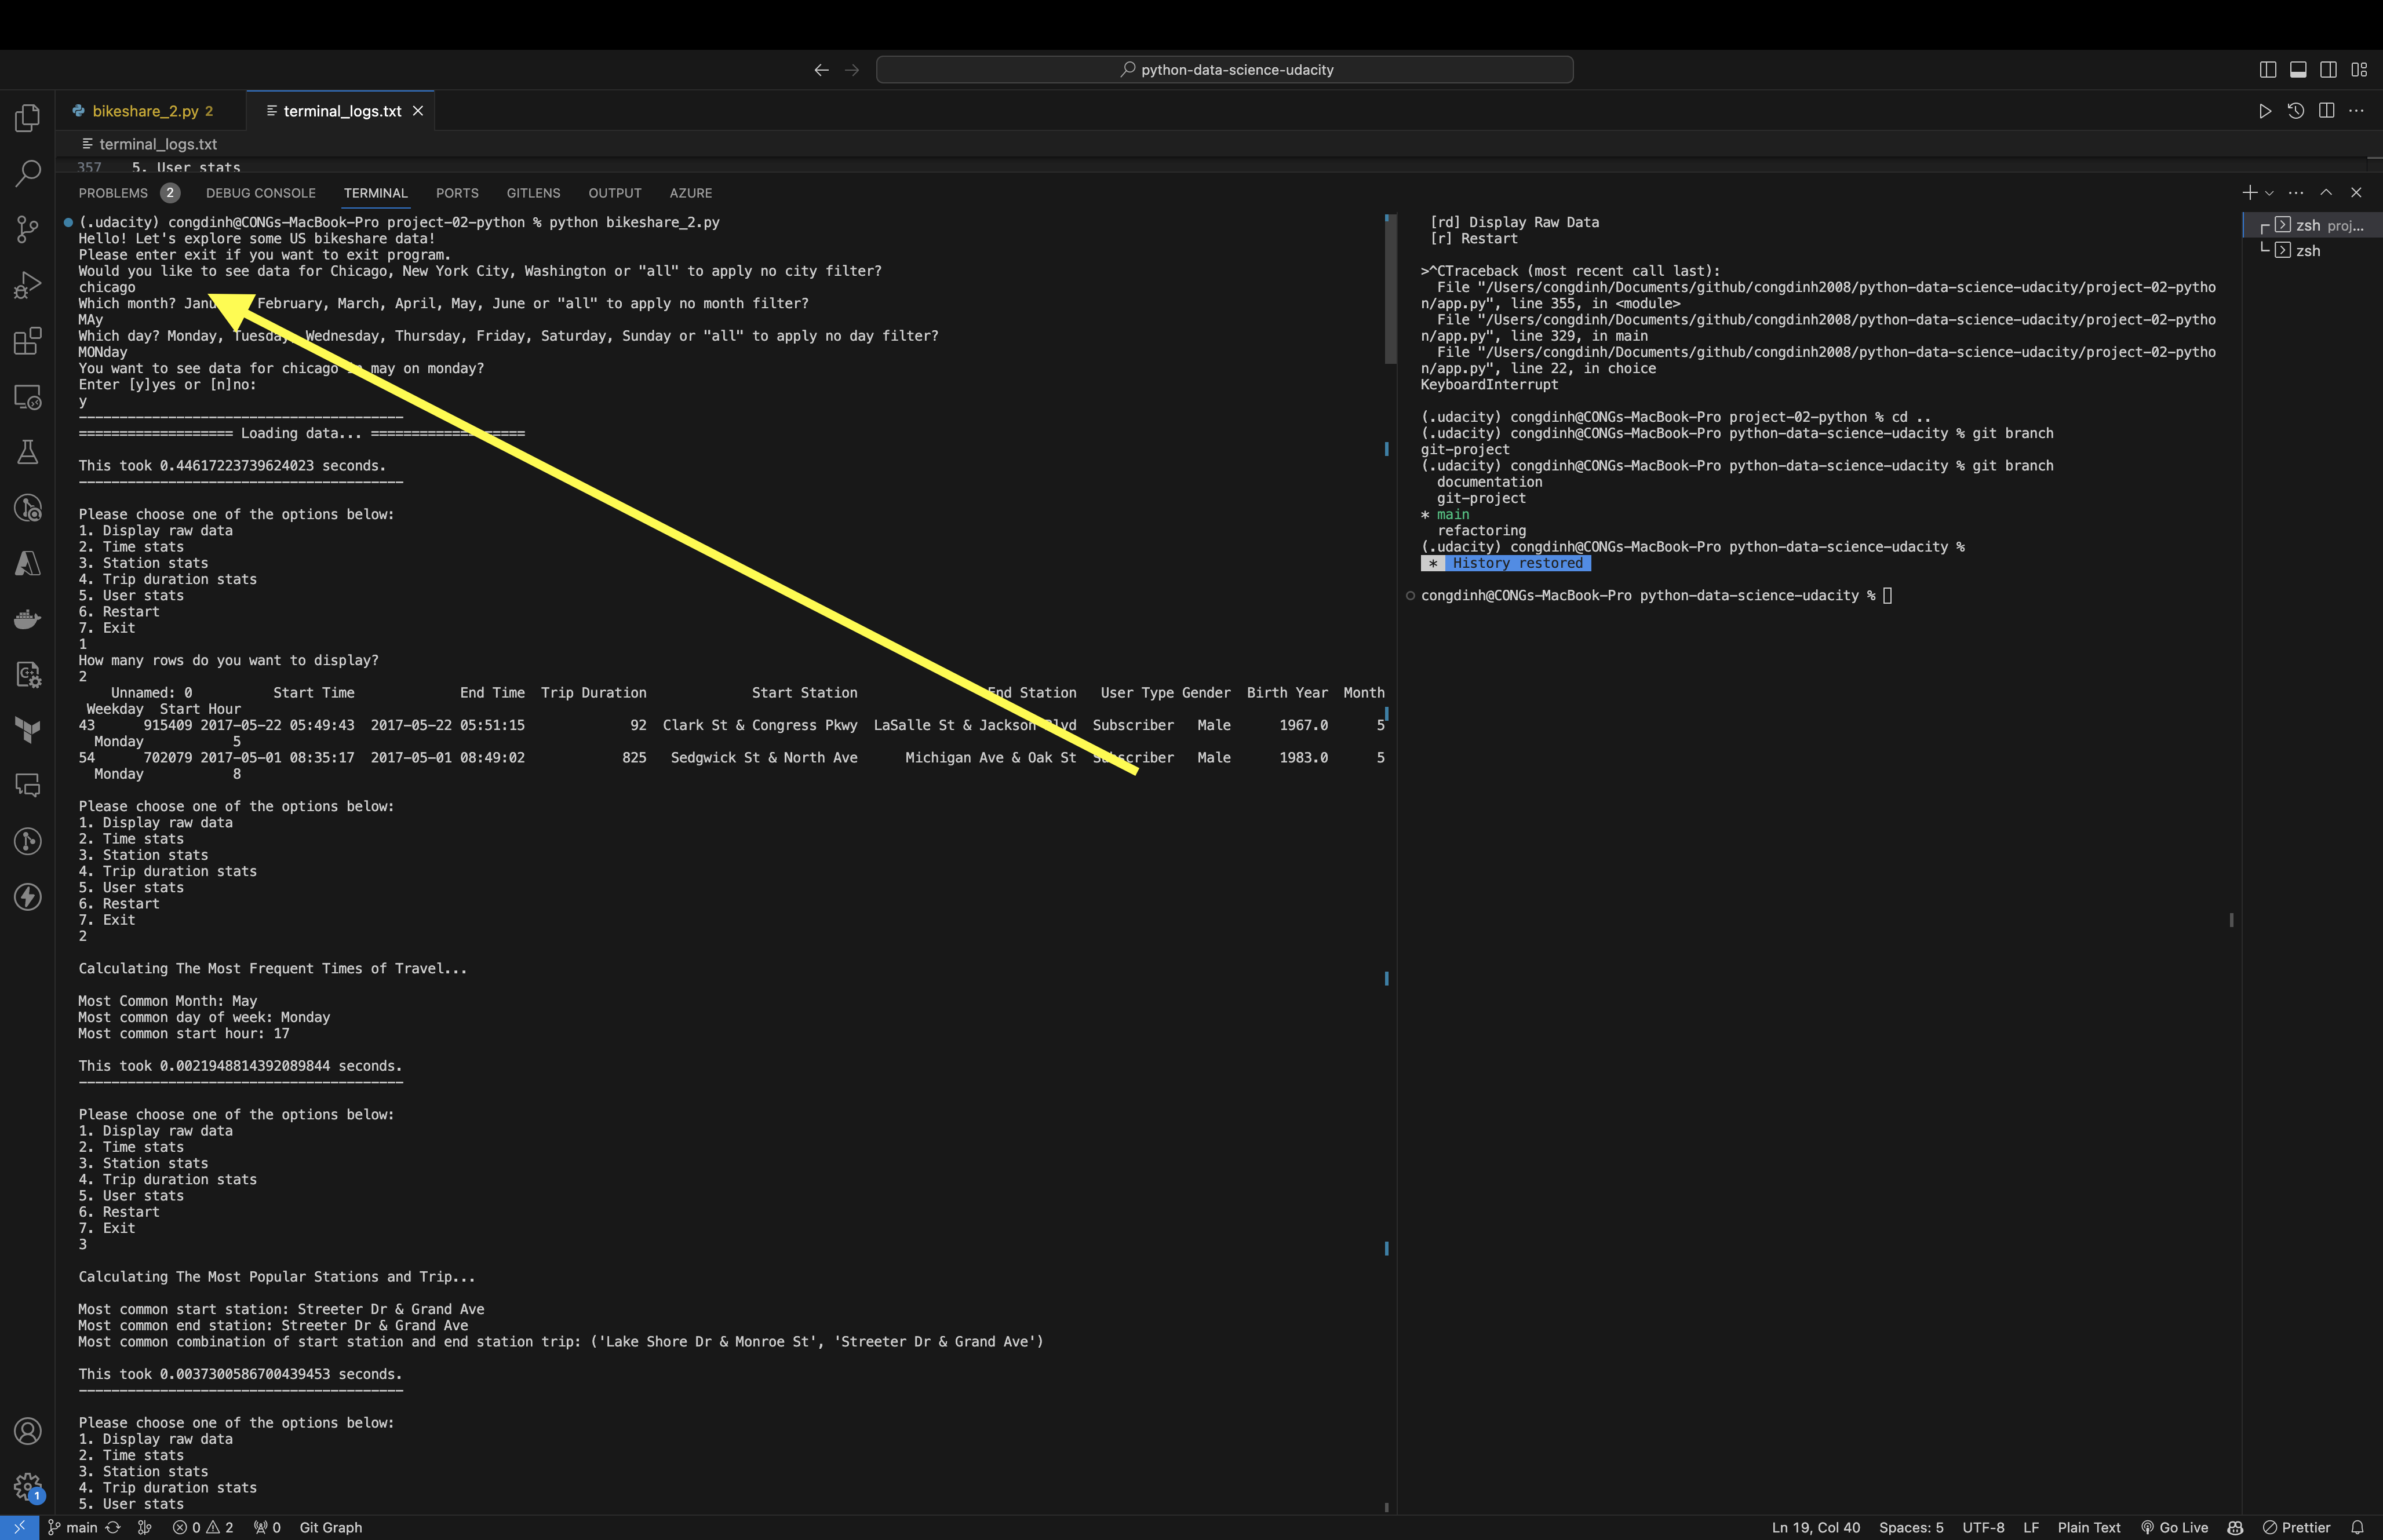 python-data-science-udacity
bikeshare_2.py 2
terminal_logs.txt
terminal_logs.txt
357 5. User stats
PROBLEMS 2 DEBUG CONSOLE TERMINAL PORTS GITLENS OUTPUT AZURE
(.udacity) congdinh@CONGs-MacBook-Pro project-02-python % python bikeshare_2.py
Hello! Let's explore some US bikeshare data!
Please enter exit if you want to exit program.
Would you like to see data for Chicago, New York City, Washington or "all" to apply no city filter?
chicago
Which month? February, March, April, May, June or "all" to apply no month filter?
MAy
Which day? Monday, Tuesday, Wednesday, Thursday, Friday, Saturday, Sunday or "all" to apply no day filter?
MONday
You want to see data for chicago in may on monday?
Enter [y]yes or [n]no:
y
----------------------------------------
=================== Loading data... ===================
This took 0.44617223739624023 seconds.
----------------------------------------
Please choose one of the options below:
1. Display raw data
2. Time stats
3. Station stats
4. Trip duration stats
5. User stats
6. Restart
7. Exit
1
How many rows do you want to display?
2
Unnamed: 0 Start Time End Time Trip Duration Start Station End Station User Type Gender Birth Year Month
Weekday Start Hour
43 915409 2017-05-22 05:49:43 2017-05-22 05:51:15 92 Clark St & Congress Pkwy LaSalle St & Jackson Blvd Subscriber Male 1967.0 5
Monday 5
54 702079 2017-05-01 08:35:17 2017-05-01 08:49:02 825 Sedgwick St & North Ave Michigan Ave & Oak St Subscriber Male 1983.0 5
Monday 8
Please choose one of the options below:
1. Display raw data
2. Time stats
3. Station stats
4. Trip duration stats
5. User stats
6. Restart
7. Exit
2
Calculating The Most Frequent Times of Travel...
Most Common Month: May
Most common day of week: Monday
Most common start hour: 17
This took 0.0021948814392089844 seconds.
----------------------------------------
Please choose one of the options below:
1. Display raw data
2. Time stats
3. Station stats
4. Trip duration stats
5. User stats
6. Restart
7. Exit
3
Calculating The Most Popular Stations and Trip...
Most common start station: Streeter Dr & Grand Ave
Most common end station: Streeter Dr & Grand Ave
Most common combination of start station and end station trip: ('Lake Shore Dr & Monroe St', 'Streeter Dr & Grand Ave')
This took 0.0037300586700439453 seconds.
----------------------------------------
Please choose one of the options below:
1. Display raw data
2. Time stats
3. Station stats
4. Trip duration stats
5. User stats
[rd] Display Raw Data
[r] Restart
>^CTraceback (most recent call last):
File "/Users/congdinh/Documents/github/congdinh2008/python-data-science-udacity/project-02-pytho
n/app.py", line 355, in <module>
File "/Users/congdinh/Documents/github/congdinh2008/python-data-science-udacity/project-02-pytho
n/app.py", line 329, in main
File "/Users/congdinh/Documents/github/congdinh2008/python-data-science-udacity/project-02-pytho
n/app.py", line 22, in choice
KeyboardInterrupt
(.udacity) congdinh@CONGs-MacBook-Pro project-02-python % cd ..
(.udacity) congdinh@CONGs-MacBook-Pro python-data-science-udacity % git branch
git-project
(.udacity) congdinh@CONGs-MacBook-Pro python-data-science-udacity % git branch
documentation
git-project
* main
refactoring
(.udacity) congdinh@CONGs-MacBook-Pro python-data-science-udacity %
* History restored
congdinh@CONGs-MacBook-Pro python-data-science-udacity %
zsh proj...
zsh
1
main 0 2 0 Git Graph
Ln 19, Col 40 Spaces: 5 UTF-8 LF Plain Text Go Live Prettier